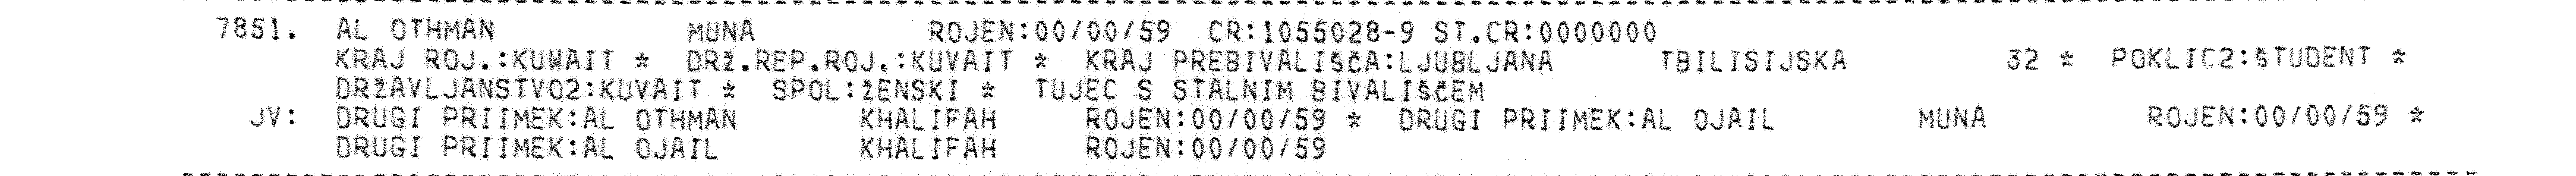 7851. AL OTHMAN MUNA ROJEN:00/00/59 CR:1055028-9 ST.CR:0000000
KRAJ ROJ.:KUWAIT * DRŽ.REP.ROJ.:KUVAIT * KRAJ PREBIVALIŠČA:LJUBLJANA TBILISIJSKA 32 * POKLIC2:ŠTUDENT *
DRŽAVLJANSTVO2:KUVAIT * SPOL:ŽENSKI * TUJEC S STALNIM BIVALIŠČEM
JV: DRUGI PRIIMEK:AL OTHMAN KHALIFAH ROJEN:00/00/59 * DRUGI PRIIMEK:AL OJAIL MUNA ROJEN:00/00/59 *
DRUGI PRIIMEK:AL OJAIL KHALIFAH ROJEN:00/00/59